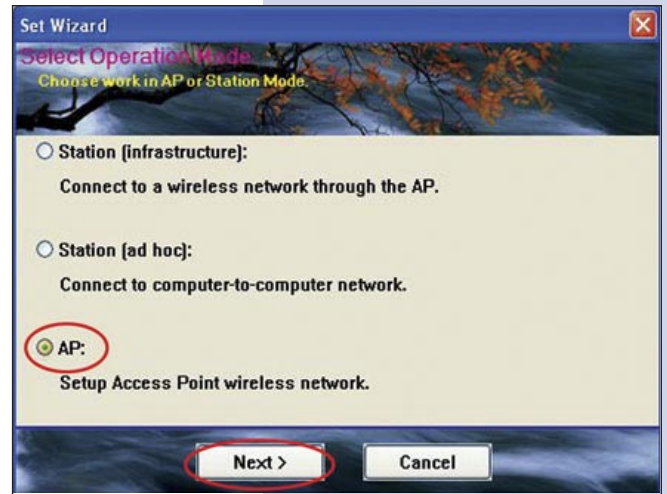 Set Wizard
Select Operation Mode
Choose work in AP or Station Mode.
Station (infrastructure):
Connect to a wireless network through the AP.
Station (ad hoc):
Connect to computer-to-computer network.
AP:
Setup Access Point wireless network.
Next >
Cancel